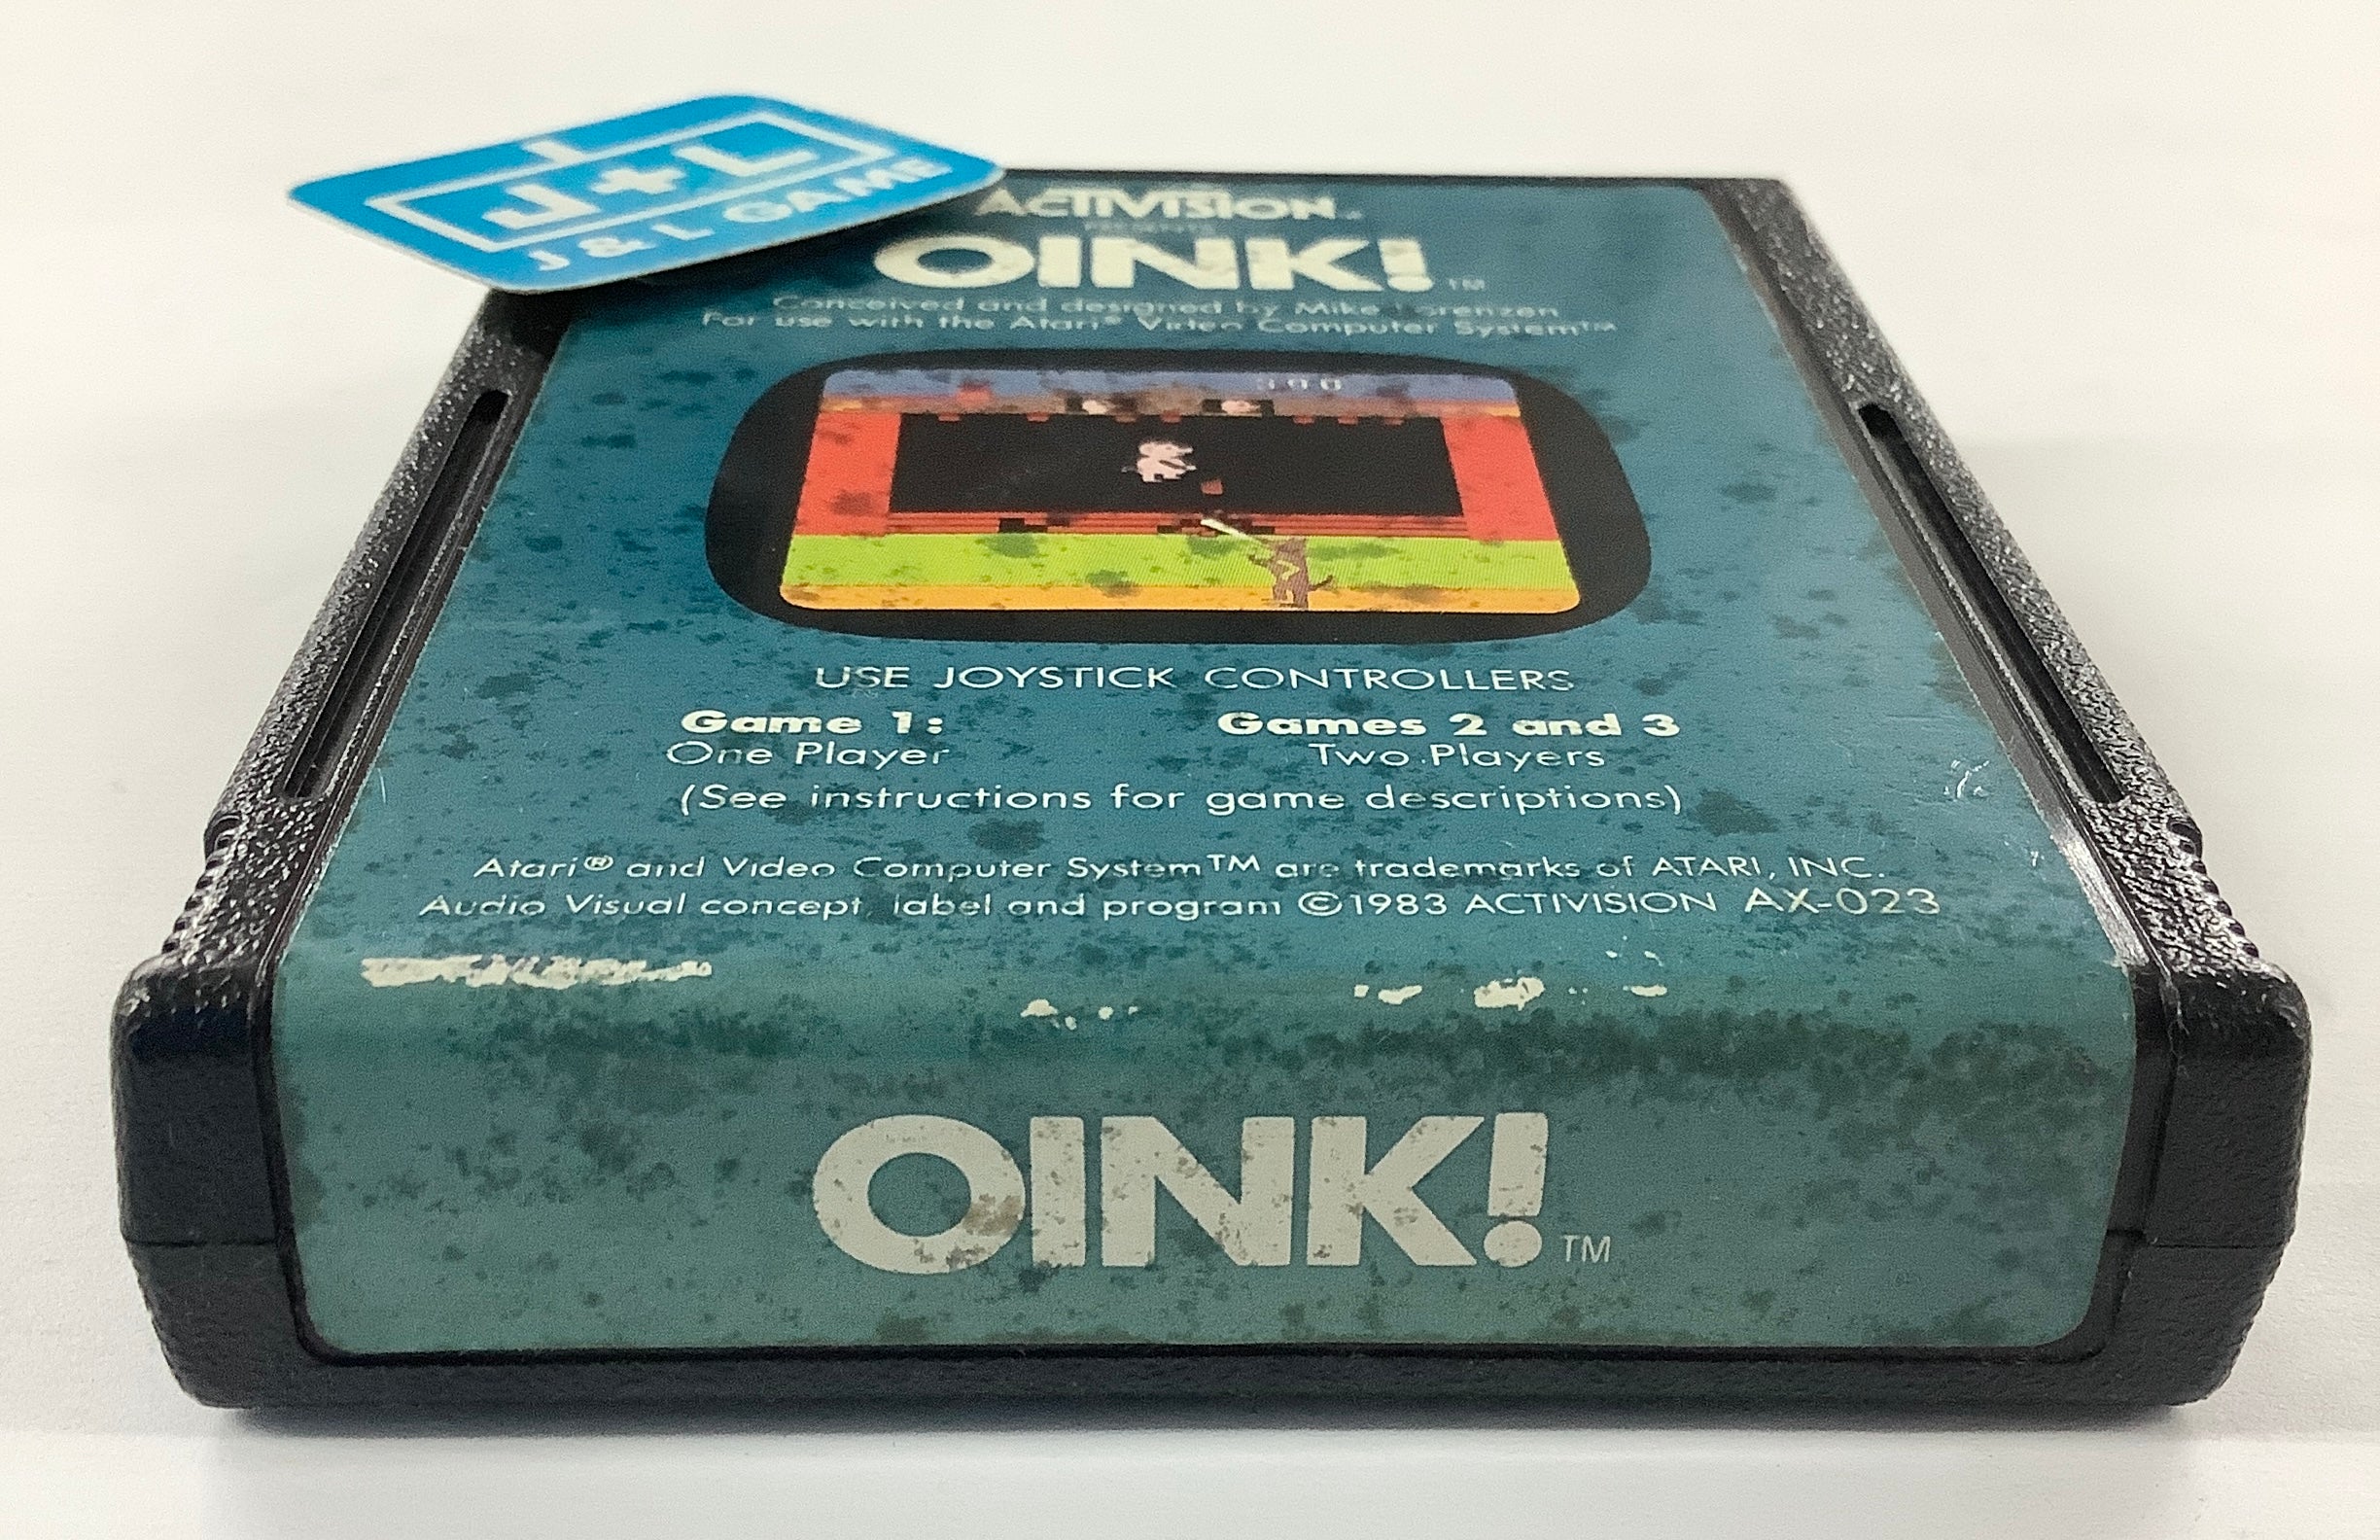 J+L
J & L GAME
ACTIVISION
PRESENTS
OINK!™
Conceived and designed by Mike Lorenzen
For use with the Atari® Video Computer System™
USE JOYSTICK CONTROLLERS
Game 1:
One Player
Games 2 and 3
Two Players
(See instructions for game descriptions)
Atari® and Video Computer System™ are trademarks of ATARI, INC.
Audio Visual concept, label and program ©1983 ACTIVISION AX-023
OINK!™